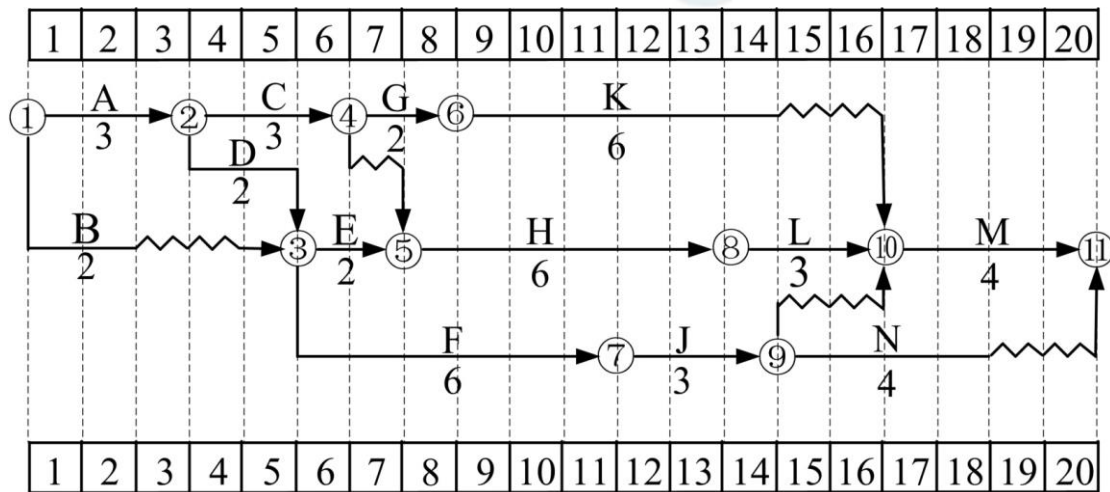 1 2 3 4 5 6 7 8 9 10 11 12 13 14 15 16 17 18 19 20
① A ② C ④ G ⑥ K
3 3 2 6
D
2
B ③ E ⑤ H ⑧ L ⑩ M ⑪
2 2 6 3 4
F ⑦ J ⑨ N
6 3 4
1 2 3 4 5 6 7 8 9 10 11 12 13 14 15 16 17 18 19 20